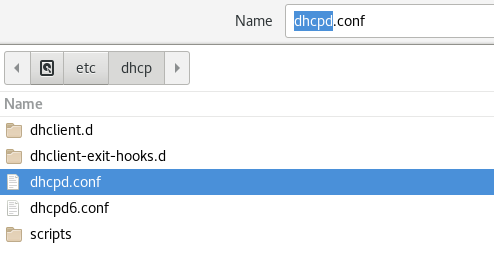 Name dhcpd.conf
etc dhcp
Name
dhclient.d
dhclient-exit-hooks.d
dhcpd.conf
dhcpd6.conf
scripts